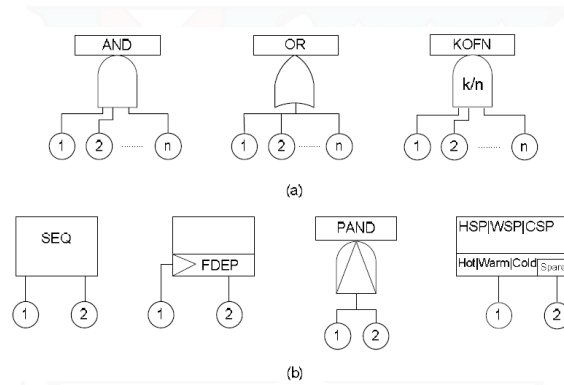 AND OR KOFN
k/n
1 2 ........ n 1 2 ........ n 1 2 ........ n
(a)
SEQ PAND HSP|WSP|CSP
FDEP Hot|Warm|Cold Spare
1 2 1 2 1 2 1 2
(b)